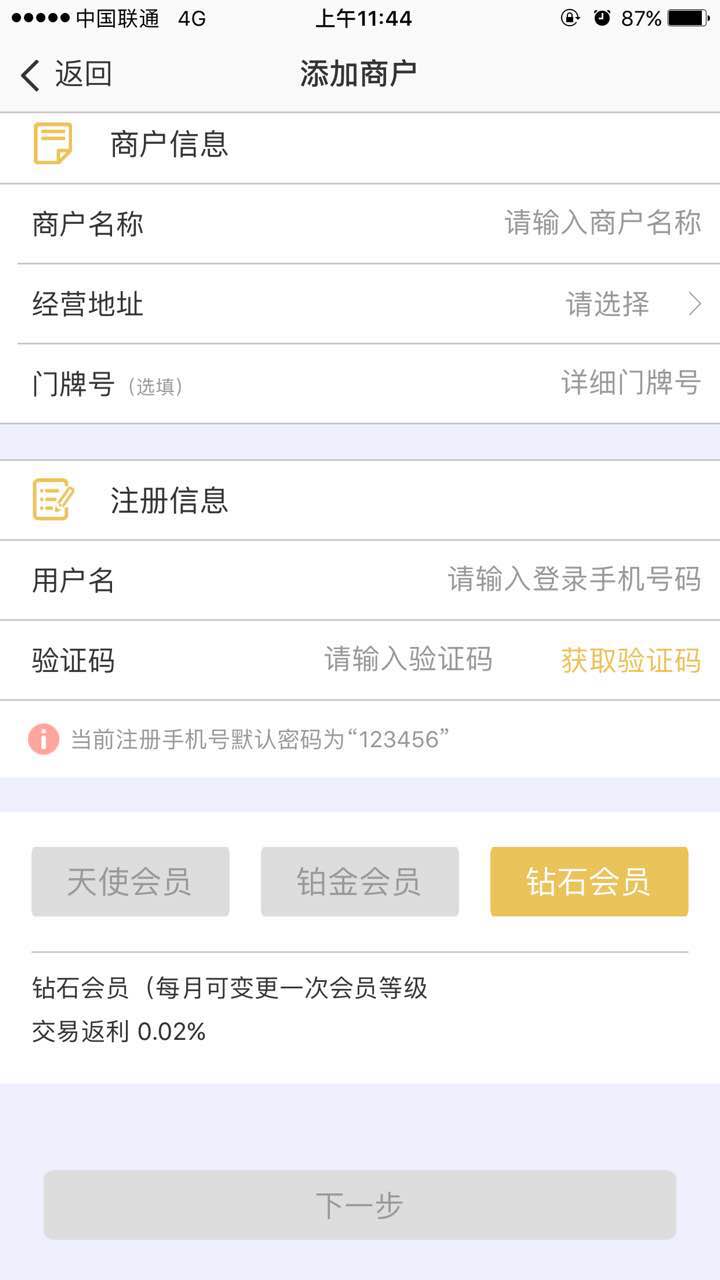 中国联通 4G 上午11:44 87%
返回 添加商户
商户信息
商户名称 请输入商户名称
经营地址 请选择
门牌号（选填） 详细门牌号
注册信息
用户名 请输入登录手机号码
验证码 请输入验证码 获取验证码
当前注册手机号默认密码为“123456”
天使会员 铂金会员 钻石会员
钻石会员（每月可变更一次会员等级
交易返利 0.02%
下一步